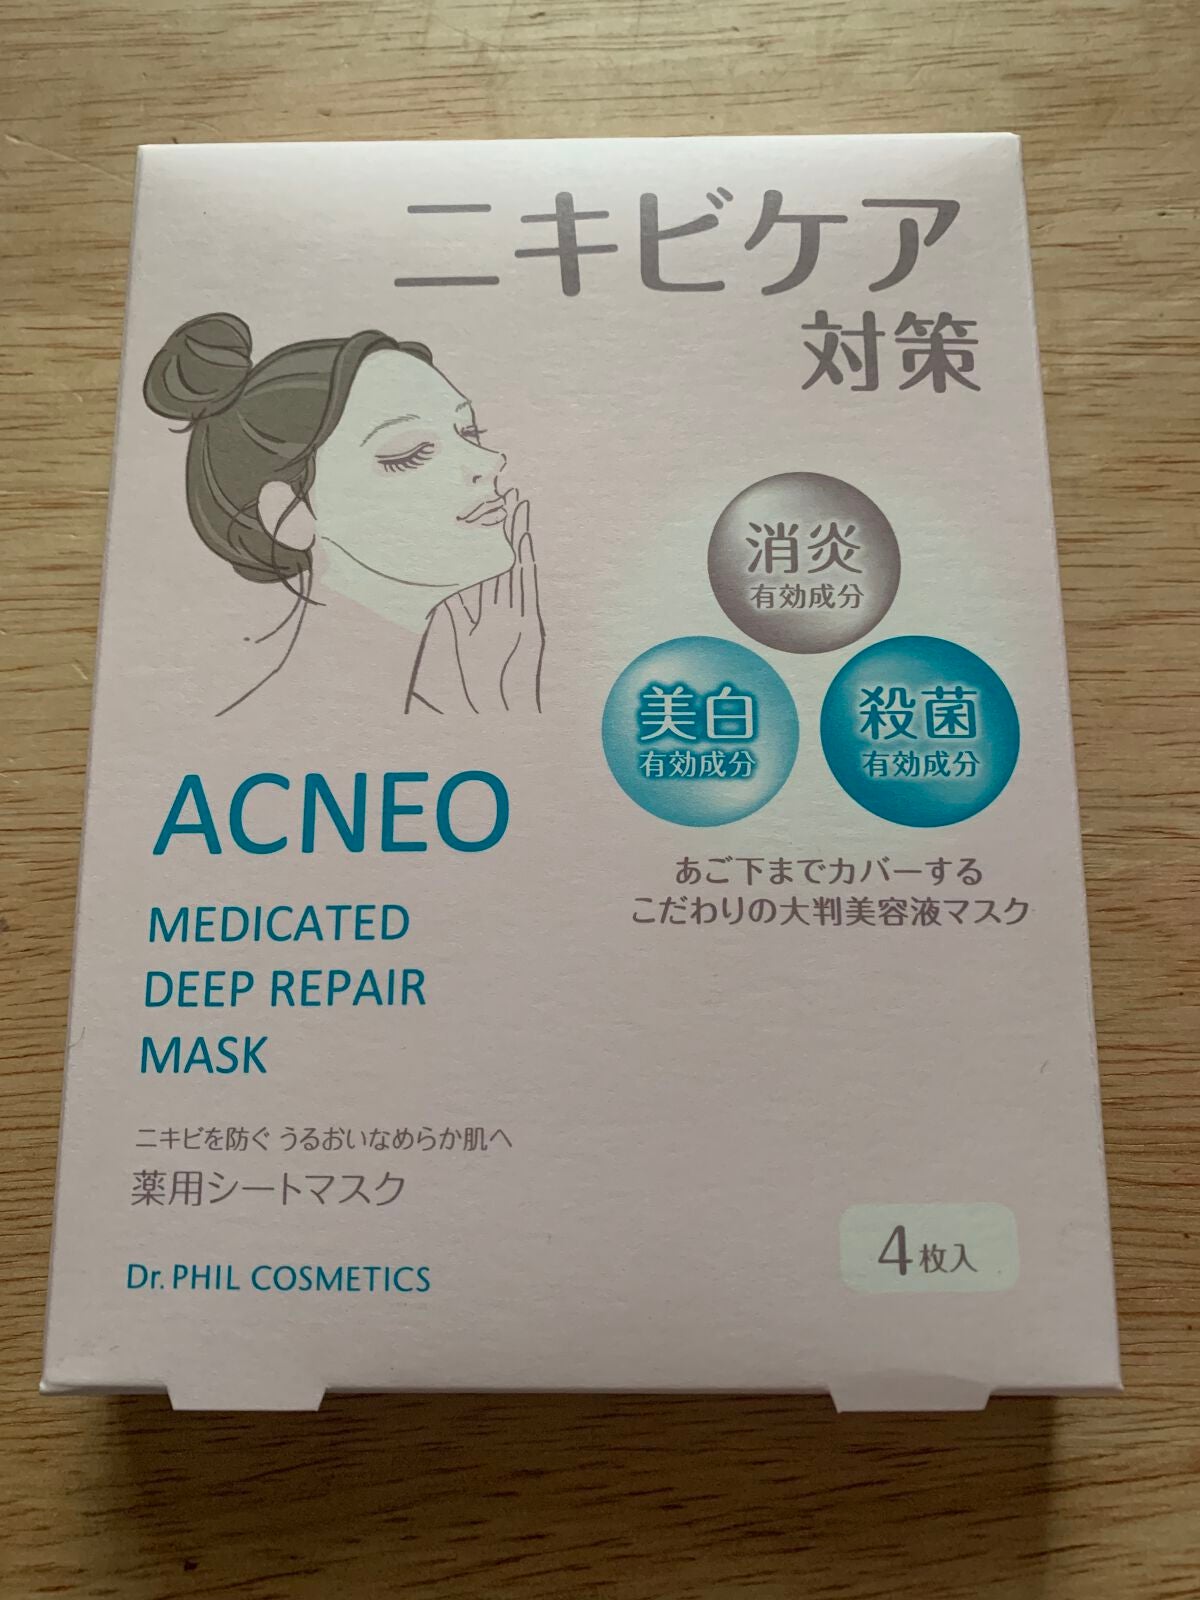 ニキビケア
対策
消炎
有効成分
美白
有効成分
殺菌
有効成分
あご下までカバーする
こだわりの大判美容液マスク
ACNEO
MEDICATED
DEEP REPAIR
MASK
ニキビを防ぐ うるおいなめらか肌へ
薬用シートマスク
Dr. PHIL COSMETICS
4枚入